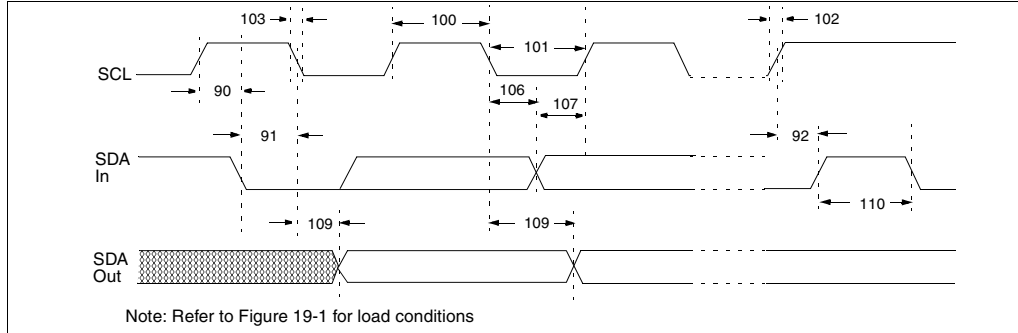 103 100 102
101
SCL
90 106 107
91 92
SDA
In
110
109 109
SDA
Out
Note: Refer to Figure 19-1 for load conditions